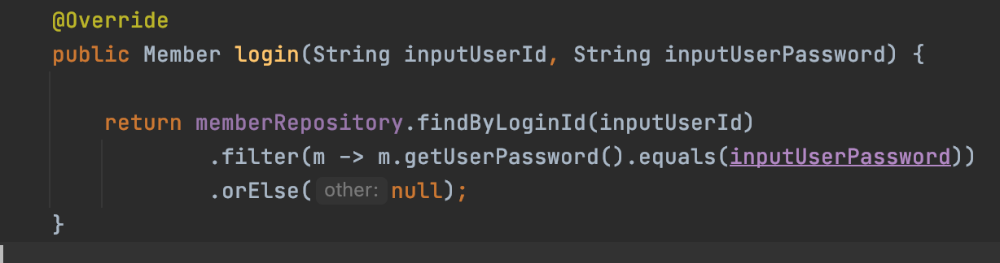 @Override
public Member login(String inputUserId, String inputUserPassword) {
return memberRepository.findByLoginId(inputUserId)
.filter(m -> m.getUserPassword().equals(inputUserPassword))
.orElse( other: null);
}